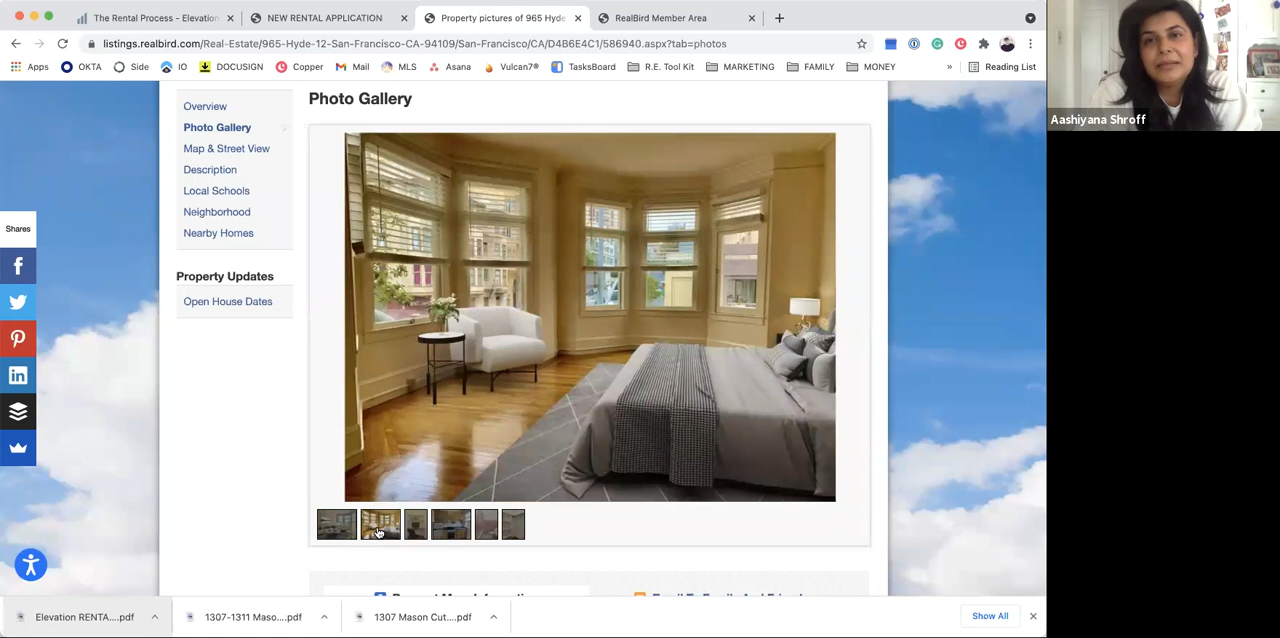 The Rental Process - Elevation
NEW RENTAL APPLICATION
Property pictures of 965 Hyde
RealBird Member Area
listings.realbird.com/Real-Estate/965-Hyde-12-San-Francisco-CA-94109/San-Francisco/CA/D4B6E4C1/586940.aspx?tab=photos
Apps
OKTA
Side
IO
DOCUSIGN
Copper
Mail
MLS
Asana
Vulcan7®
TasksBoard
R.E. Tool Kit
MARKETING
FAMILY
MONEY
»
Reading List
Aashiyana Shroff
Overview
Photo Gallery
Map & Street View
Description
Local Schools
Neighborhood
Nearby Homes
Property Updates
Open House Dates
Photo Gallery
Shares
Elevation RENTA....pdf
1307-1311 Maso....pdf
1307 Mason Cut....pdf
Show All